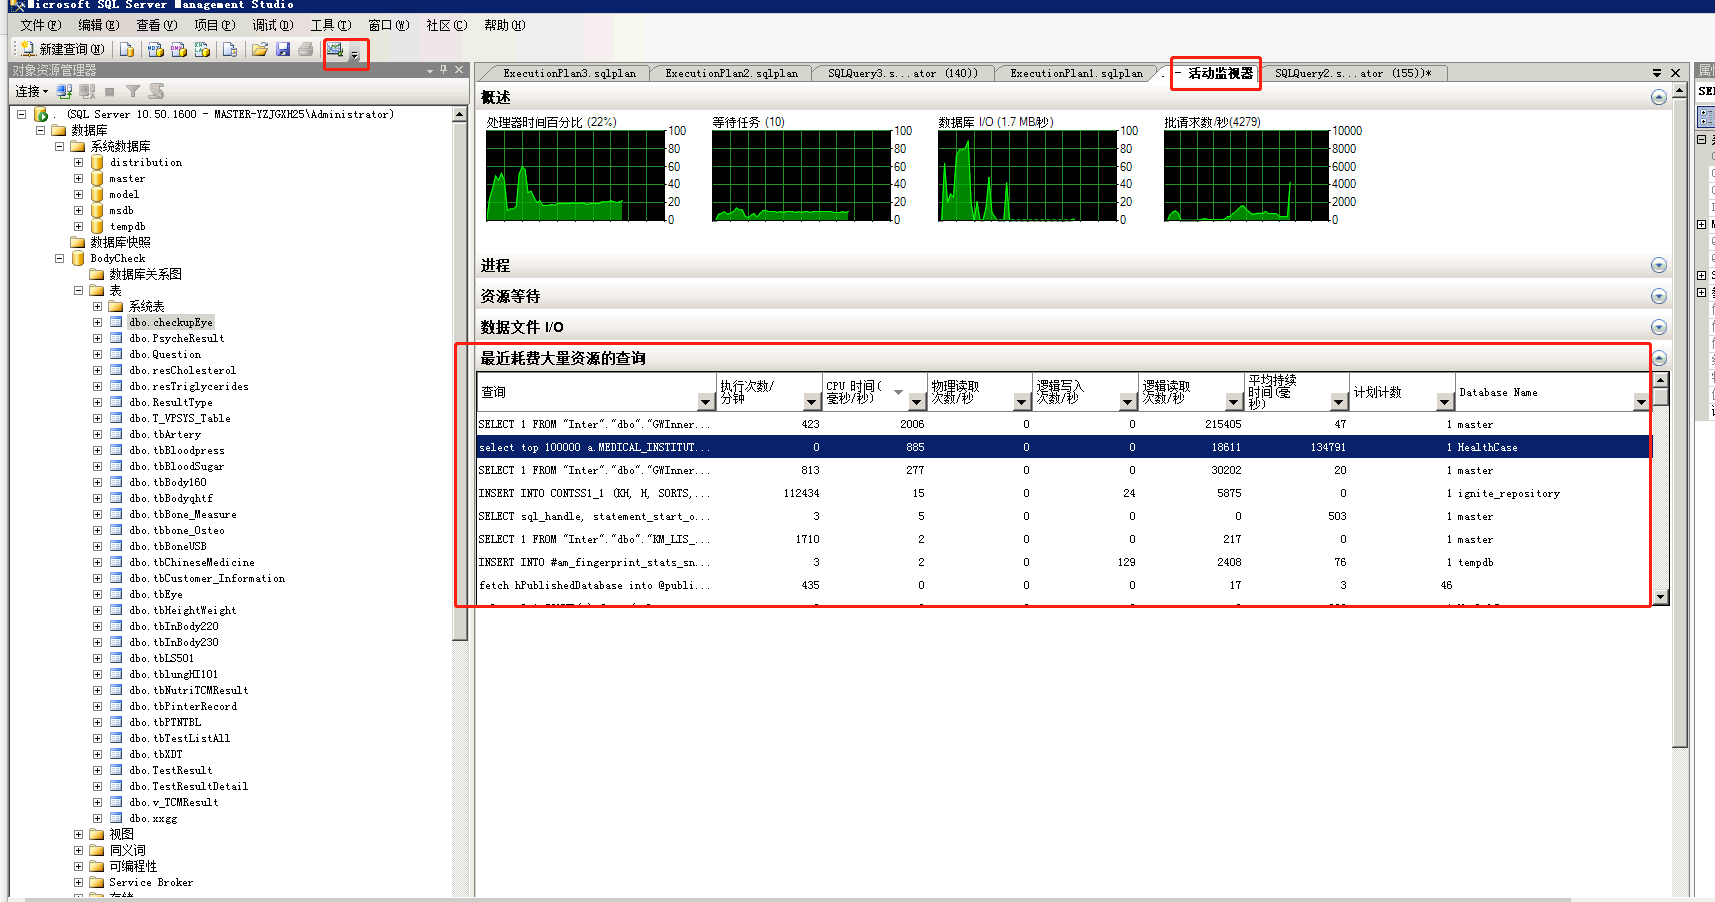 Microsoft SQL Server Management Studio
文件(F) 编辑(E) 查看(V) 项目(P) 调试(D) 工具(T) 窗口(W) 社区(C) 帮助(H)
新建查询(N)
对象资源管理器
连接
. (SQL Server 10.50.1600 - MASTER-YZJGXH25\Administrator)
数据库
系统数据库
distribution
master
model
msdb
tempdb
数据库快照
BodyCheck
数据库关系图
表
系统表
dbo.checkupEye
dbo.PsycheResult
dbo.Question
dbo.resCholesterol
dbo.resTriglycerides
dbo.ResultType
dbo.T_VPSYS_Table
dbo.tbArtery
dbo.tbBloodpress
dbo.tbBloodSugar
dbo.tbBody160
dbo.tbBodyqhtf
dbo.tbBone_Measure
dbo.tbbone_Osteo
dbo.tbBoneUSB
dbo.tbChineseMedicine
dbo.tbCustomer_Information
dbo.tbEye
dbo.tbHeightWeight
dbo.tbInBody220
dbo.tbInBody230
dbo.tbLS501
dbo.tblungHI101
dbo.tbNutriTCMResult
dbo.tbPinterRecord
dbo.tbPTNTBL
dbo.tbTestListAll
dbo.tbXDT
dbo.TestResult
dbo.TestResultDetail
dbo.v_TCMResult
dbo.xxgg
视图
同义词
可编程性
Service Broker
存储
ExecutionPlan3.sqlplan ExecutionPlan2.sqlplan SQLQuery3.s...ator (140)) ExecutionPlan1.sqlplan . - 活动监视器 SQLQuery2.s...ator (155))*
概述
处理器时间百分比 (22%) 等待任务 (10) 数据库 I/O (1.7 MB/秒) 批请求数/秒(4279)
100 100 100 10000
80 80 80 8000
60 60 60 6000
40 40 40 4000
20 20 20 2000
0 0 0 0
进程
资源等待
数据文件 I/O
最近耗费大量资源的查询
查询 执行次数/分钟 CPU 时间(毫秒/秒) 物理读取次数/秒 逻辑写入次数/秒 逻辑读取次数/秒 平均持续时间(毫秒) 计划计数 Database Name
SELECT 1 FROM "Inter"."dbo"."GWInner... 423 2006 0 0 215405 47 1 master
select top 100000 a.MEDICAL_INSTITUT... 0 885 0 0 18611 134791 1 HealthCase
SELECT 1 FROM "Inter"."dbo"."GWInner... 813 277 0 0 30202 20 1 master
INSERT INTO CONTSS1_1 (KH, H, SORTS,... 112434 15 0 24 5875 0 1 ignite_repository
SELECT sql_handle, statement_start_o... 3 5 0 0 0 503 1 master
SELECT 1 FROM "Inter"."dbo"."KM_LIS_... 1710 2 0 0 217 0 1 master
INSERT INTO #am_fingerprint_stats_sn... 3 2 0 129 2408 76 1 tempdb
fetch hPublishedDatabase into @publi... 435 0 0 0 17 3 46